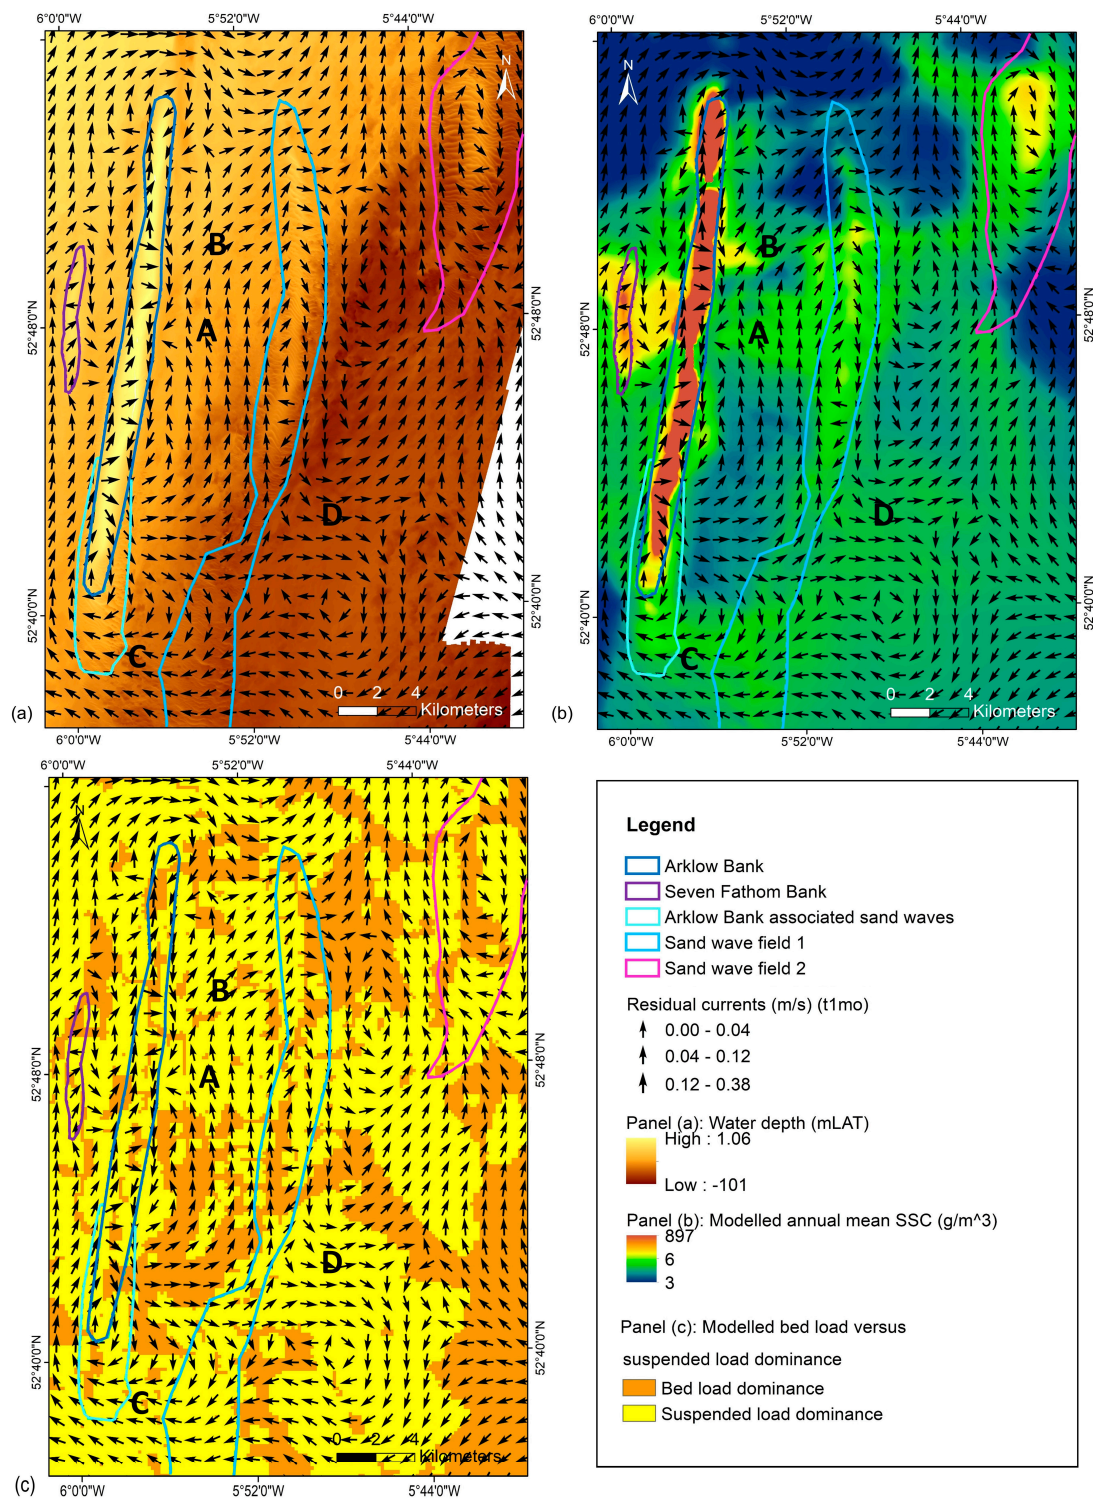 6°0'0"W 5°52'0"W 5°44'0"W
N
B
A
D
C
52°48'0"N
52°40'0"N
52°48'0"N
52°40'0"N
0 2 4
Kilometers
(a)
6°0'0"W 5°52'0"W 5°44'0"W
6°0'0"W 5°52'0"W 5°44'0"W
N
B
A
D
C
52°48'0"N
52°40'0"N
52°48'0"N
52°40'0"N
0 2 4
Kilometers
(b)
6°0'0"W 5°52'0"W 5°44'0"W
6°0'0"W 5°52'0"W 5°44'0"W
N
B
A
D
C
52°48'0"N
52°40'0"N
52°48'0"N
52°40'0"N
0 2 4
Kilometers
(c)
6°0'0"W 5°52'0"W 5°44'0"W
Legend
Arklow Bank
Seven Fathom Bank
Arklow Bank associated sand waves
Sand wave field 1
Sand wave field 2
Residual currents (m/s) (t1mo)
0.00 - 0.04
0.04 - 0.12
0.12 - 0.38
Panel (a): Water depth (mLAT)
High : 1.06
Low : -101
Panel (b): Modelled annual mean SSC (g/m^3)
897
6
3
Panel (c): Modelled bed load versus
suspended load dominance
Bed load dominance
Suspended load dominance